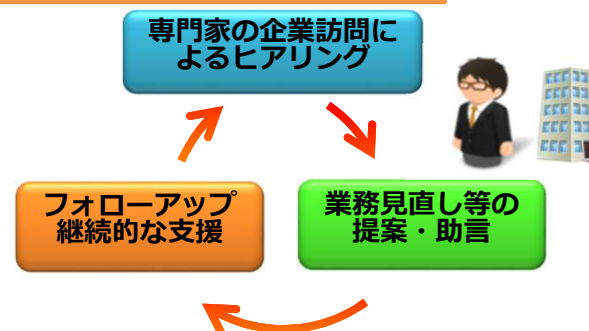 専門家の企業訪問に
よるヒアリング
フォローアップ
継続的な支援
業務見直し等の
提案・助言